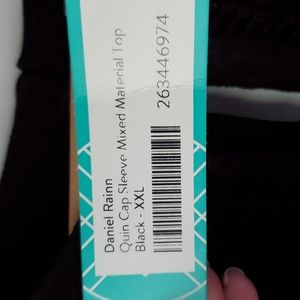 Daniel Rainn
Quin Cap Sleeve Mixed Material Top
Black - XXL
263446974